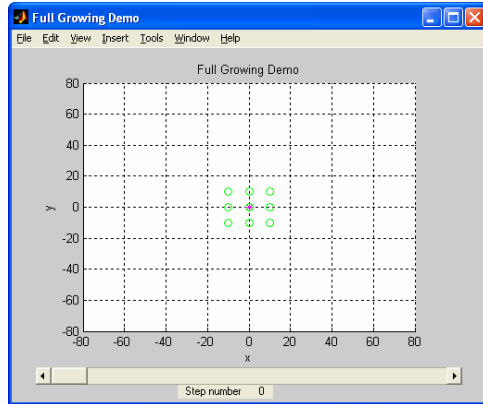 Full Growing Demo
File Edit View Insert Tools Window Help
Full Growing Demo
80
60
40
20
0
-20
-40
-60
-80
y
-80 -60 -40 -20 0 20 40 60 80
x
Step number 0